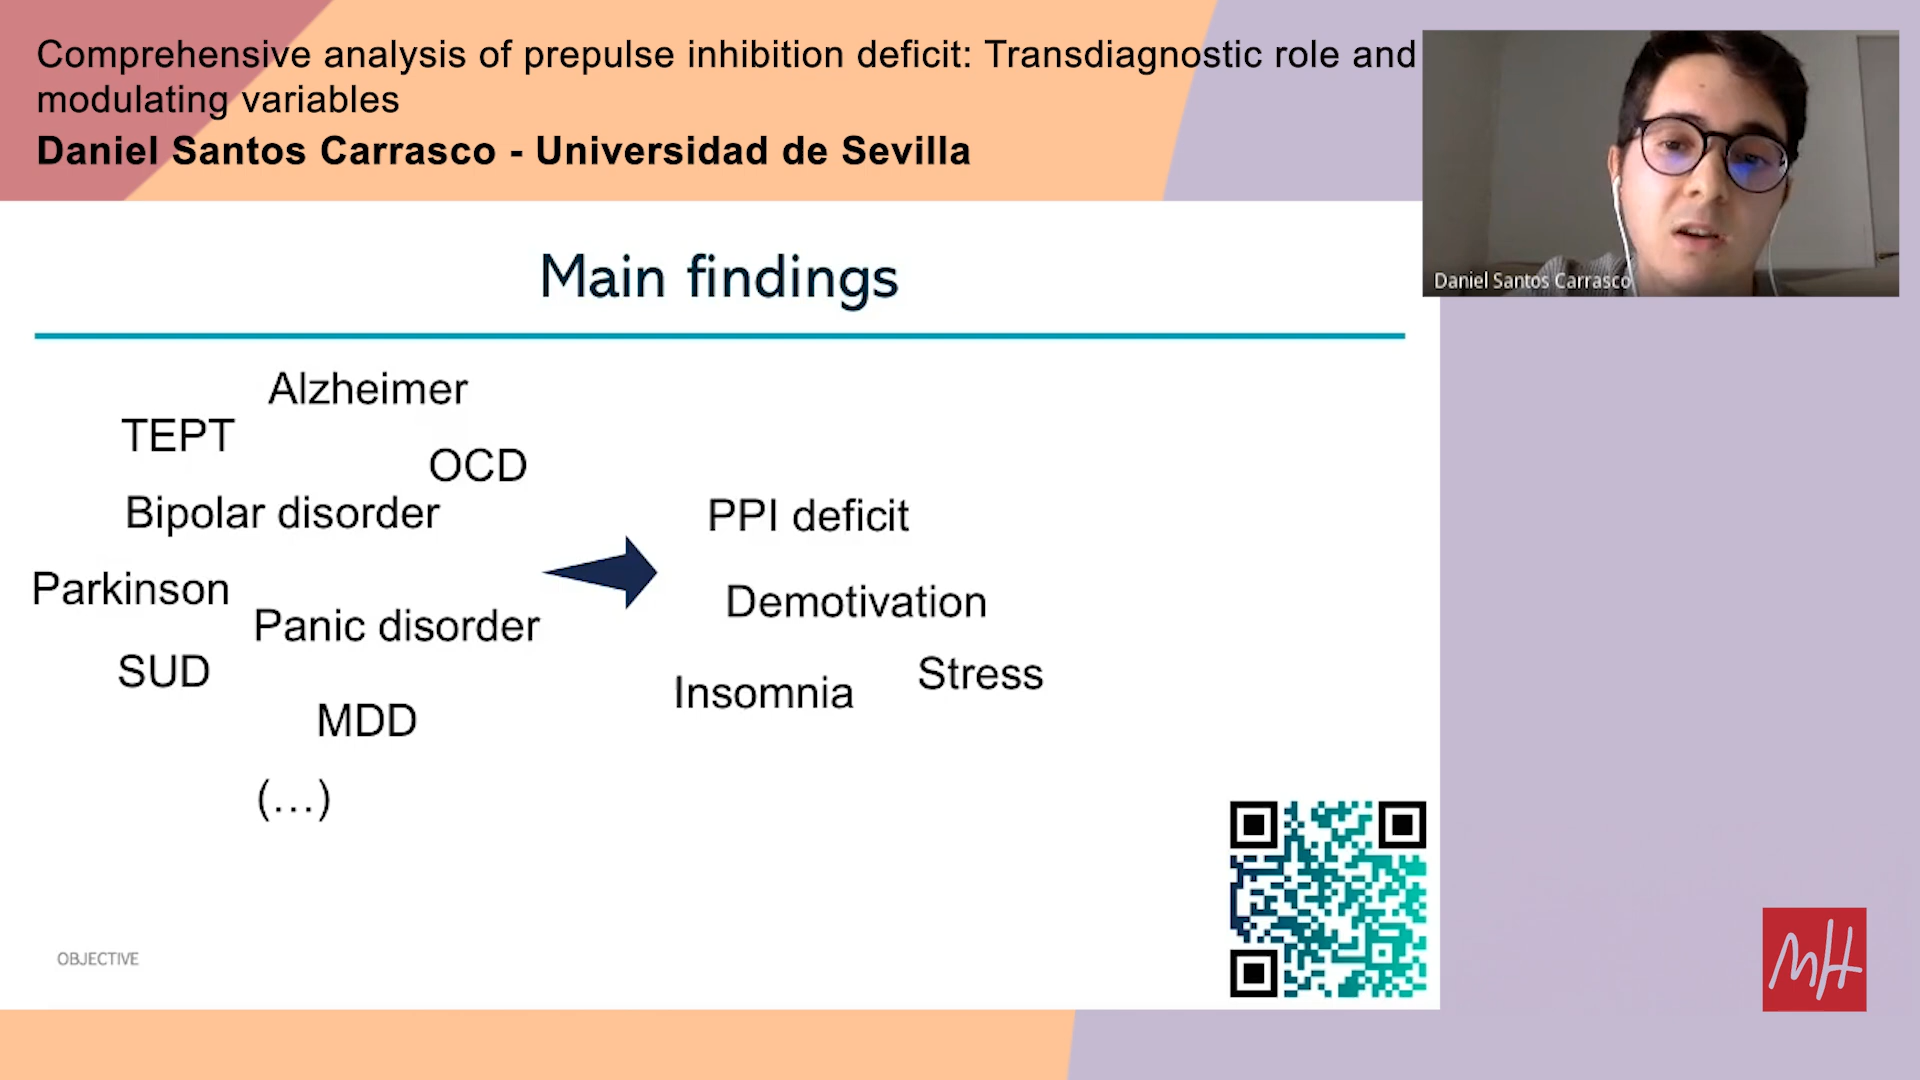 Comprehensive analysis of prepulse inhibition deficit: Transdiagnostic role and
modulating variables
Daniel Santos Carrasco - Universidad de Sevilla
Daniel Santos Carrasco
Main findings
Alzheimer
TEPT
OCD
Bipolar disorder
PPI deficit
Parkinson
Demotivation
Panic disorder
SUD
Stress
Insomnia
MDD
(...)
OBJECTIVE
MH